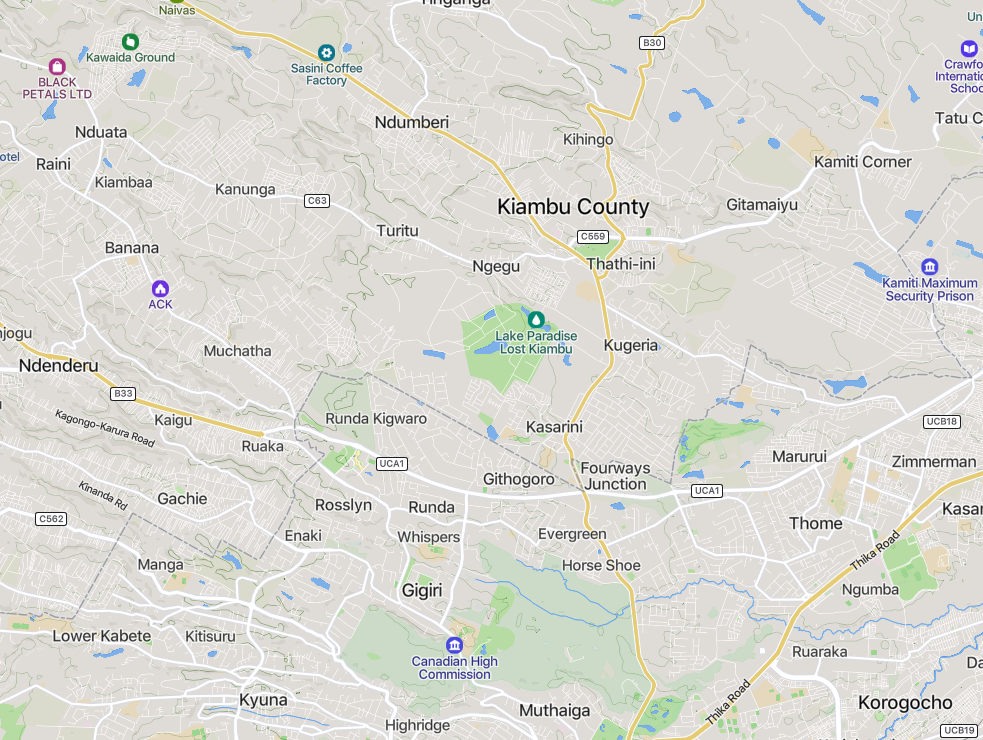 Naivas
B30
Un
Kawaida Ground
Sasini Coffee
Factory
BLACK
PETALS LTD
Crawfo
Internatio
Schoo
Nduata
Ndumberi
Kihingo
Tatu C
otel
Raini
Kiambaa
Kanunga
C63
Kamiti Corner
Kiambu County
Gitamaiyu
Banana
Turitu
C559
Ngegu
Thathi-ini
Kamiti Maximum
Security Prison
ACK
njogu
Lake Paradise
Lost Kiambu
Muchatha
Kugeria
Ndenderu
B33
Kagongo-Karura Road
Kaigu
Runda Kigwaro
Kasarini
UCB18
Ruaka
UCA1
Githogoro
Fourways
Junction
Marurui
Zimmerman
UCA1
Kinanda Rd
Gachie
Rosslyn
Runda
C562
Enaki
Whispers
Evergreen
Thome
Kasar
Thika Road
Manga
Horse Shoe
Gigiri
Ngumba
Lower Kabete
Kitisuru
Canadian High
Commission
Ruaraka
Da
Kyuna
Muthaiga
Thika Road
Korogocho
Highridge
UCB19